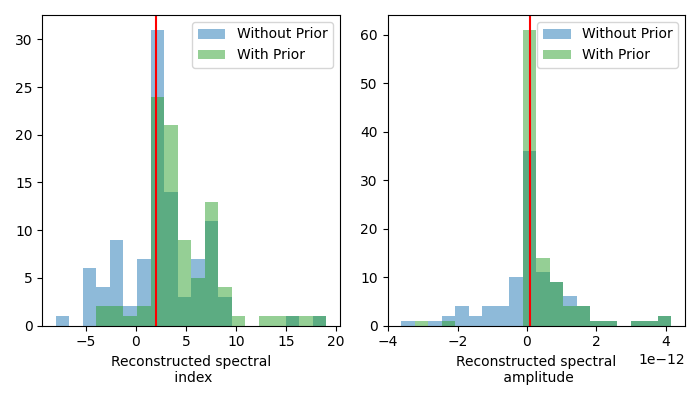 30
25
20
15
10
5
0
−5
0
5
10
15
20
Without Prior
With Prior
Reconstructed spectral
index
60
50
40
30
20
10
0
−4
−2
0
2
4
1e−12
Without Prior
With Prior
Reconstructed spectral
amplitude